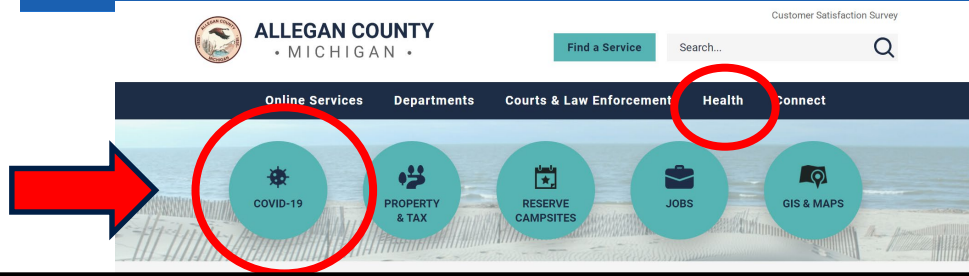 Customer Satisfaction Survey
ALLEGAN COUNTY
• MICHIGAN •
Find a Service
Search...
Online Services Departments Courts & Law Enforcement Health Connect
COVID-19
PROPERTY
& TAX
RESERVE
CAMPSITES
JOBS
GIS & MAPS